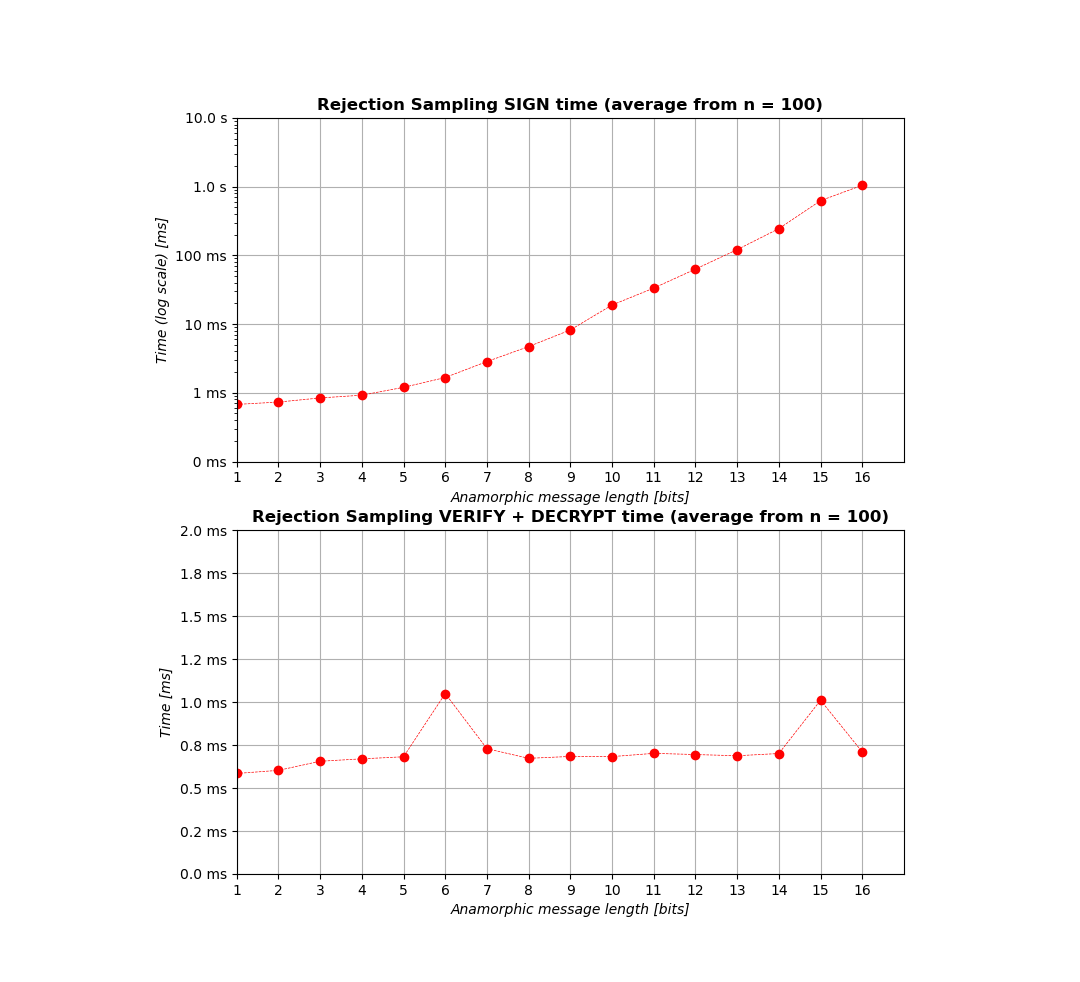 Rejection Sampling SIGN time (average from n = 100)
10.0 s
1.0 s
100 ms
10 ms
1 ms
0 ms
Time (log scale) [ms]
1 2 3 4 5 6 7 8 9 10 11 12 13 14 15 16
Anamorphic message length [bits]
Rejection Sampling VERIFY + DECRYPT time (average from n = 100)
2.0 ms
1.8 ms
1.5 ms
1.2 ms
1.0 ms
0.8 ms
0.5 ms
0.2 ms
0.0 ms
Time [ms]
1 2 3 4 5 6 7 8 9 10 11 12 13 14 15 16
Anamorphic message length [bits]